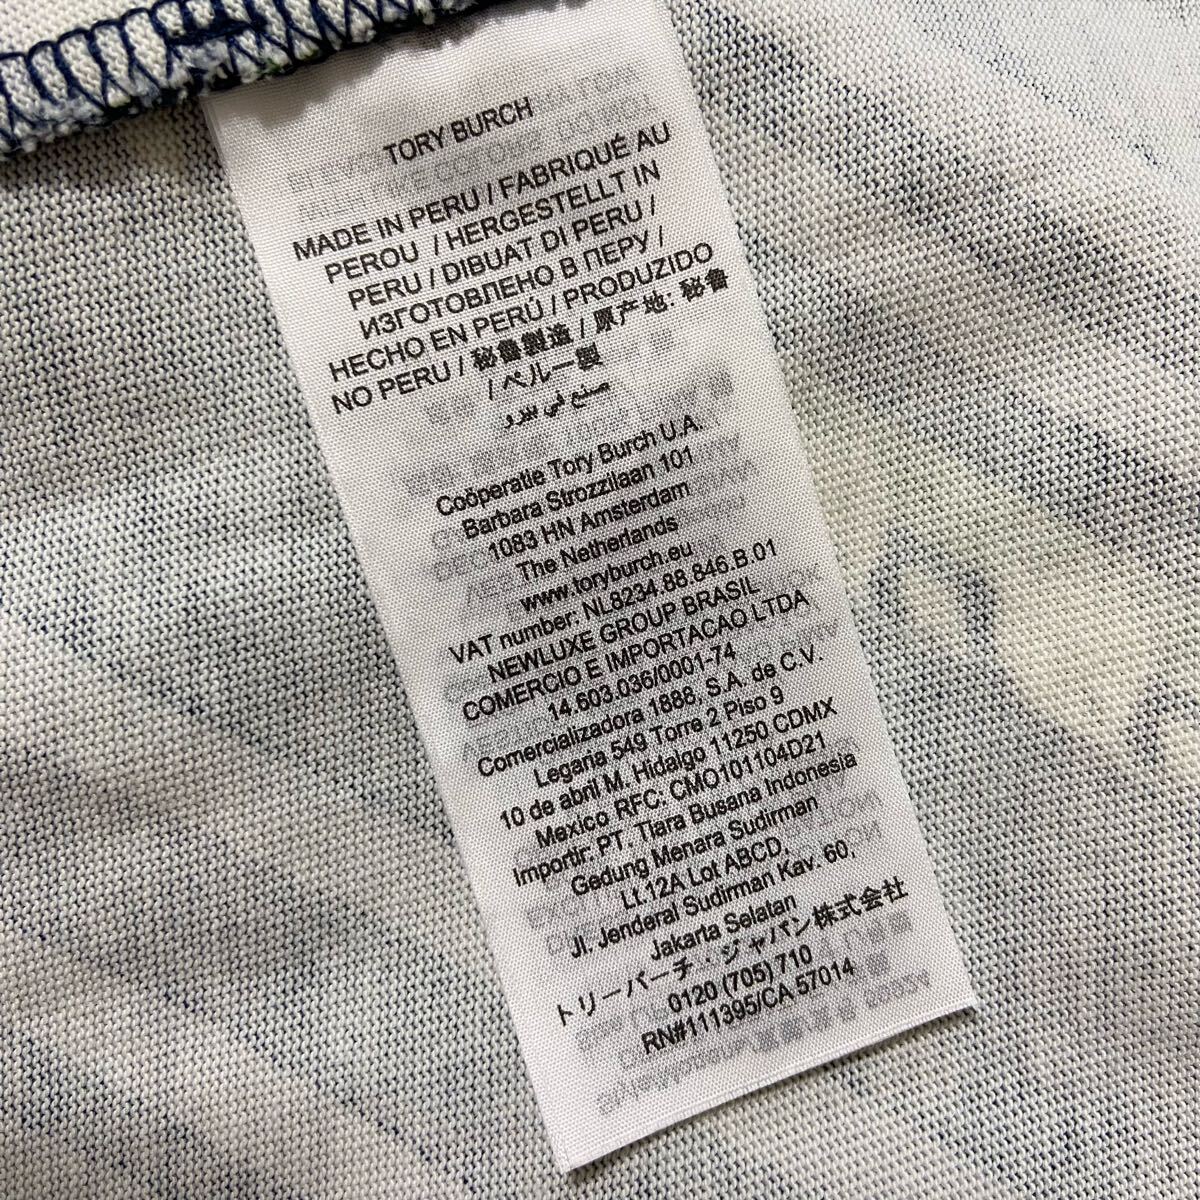 TORY BURCH
MADE IN PERU / FABRIQUÉ AU
PEROU / HERGESTELLT IN
PERU / DIBUAT DI PERU /
ИЗГОТОВЛЕНО В ПЕРУ /
HECHO EN PERÚ / PRODUZIDO
NO PERU / 秘魯製造 / 原产地: 秘鲁
/ ペルー製
صنع في بيرو
Coöperatie Tory Burch U.A.
Barbara Strozzilaan 101
1083 HN Amsterdam
The Netherlands
www.toryburch.eu
VAT number: NL8234.88.846.B.01
NEWLUXE GROUP BRASIL
COMERCIO E IMPORTACAO LTDA
14.603.036/0001-74
Comercializadora 1888, S.A. de C.V.
Legaria 549 Torre 2 Piso 9
10 de abril M. Hidalgo 11250 CDMX
Mexico RFC: CMO101104D21
Importir: PT. Tiara Busana Indonesia
Gedung Menara Sudirman
Lt.12A Lot ABCD,
Jl. Jenderal Sudirman Kav. 60,
Jakarta Selatan
トリーバーチ・ジャパン株式会社
0120 (705) 710
RN#111395/CA 57014